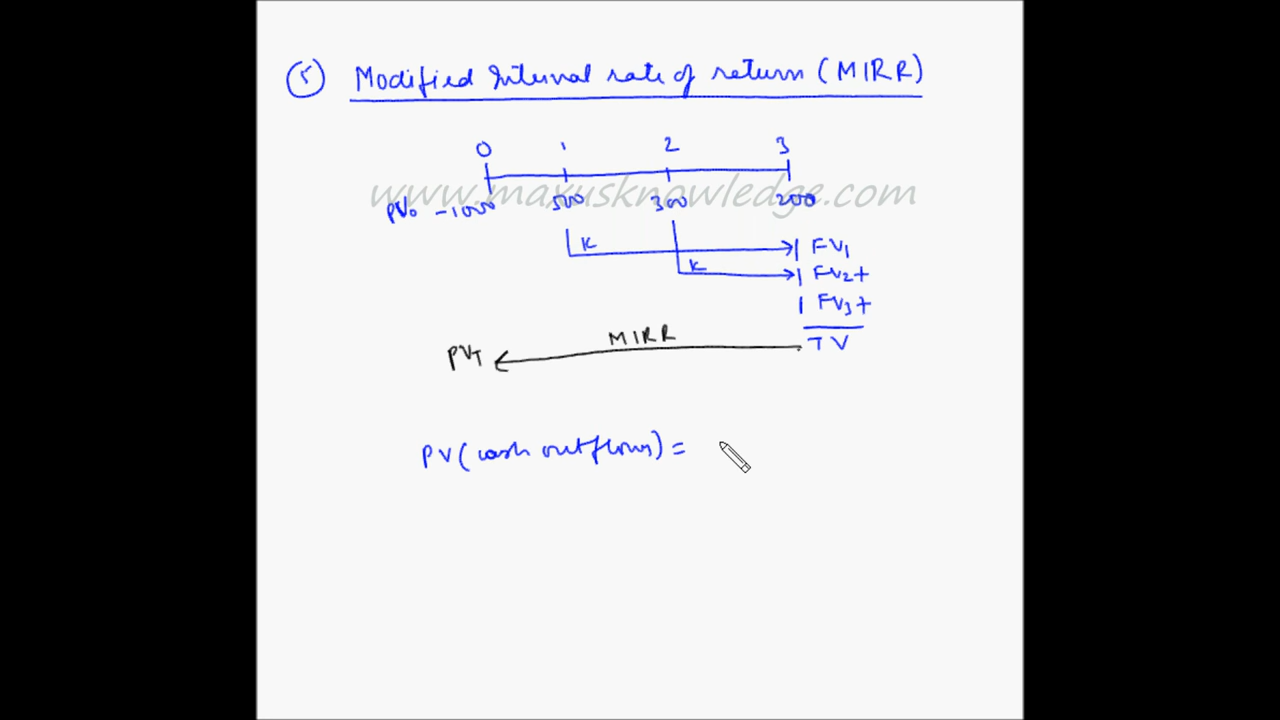 5 Modified Internal rate of return (MIRR)
0 1 2 3
www.maxusknowledge.com
PV₀ -1000 500 300 200
K FV₁
K FV₂+
FV₃+
MIRR
PVT TV
PV (cash outflows) =